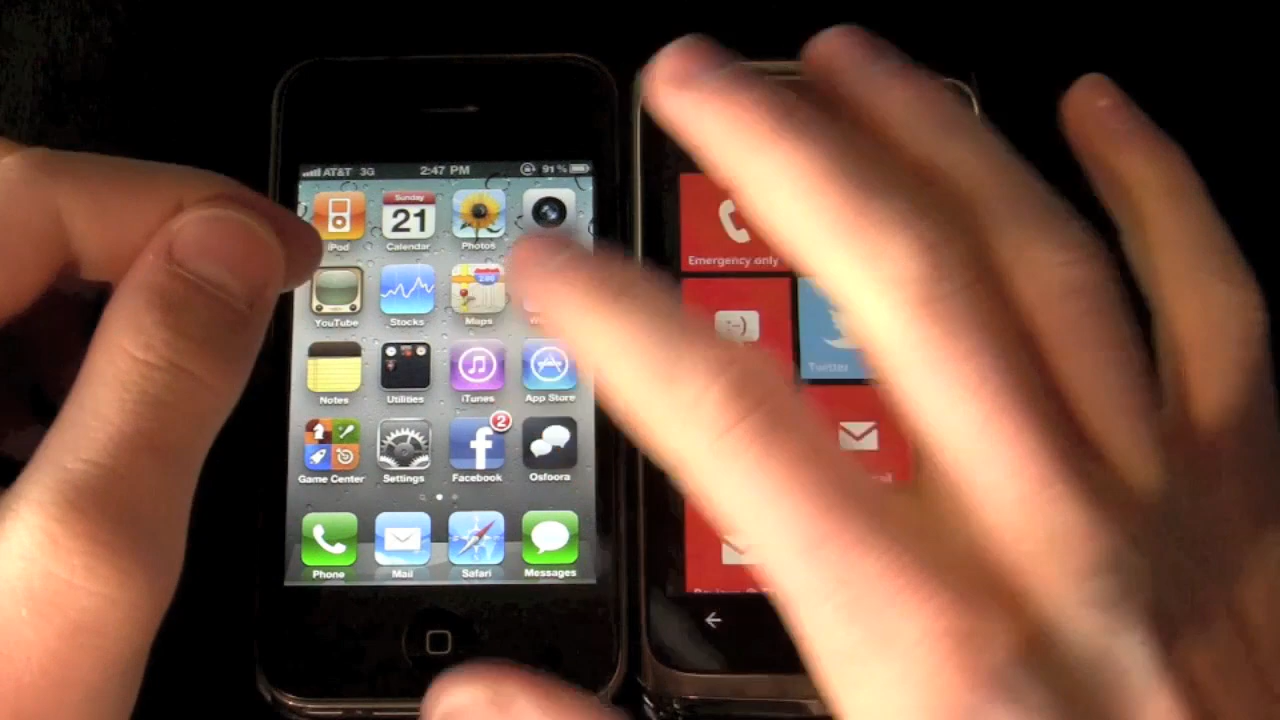 AT&T 3G 2:47 PM 91%
Sunday
21
iPod Calendar Photos
280
YouTube Stocks Maps
Notes Utilities iTunes App Store
2
Game Center Settings Facebook Osfoora
Phone Mail Safari Messages
Emergency only
:-)
Twitter